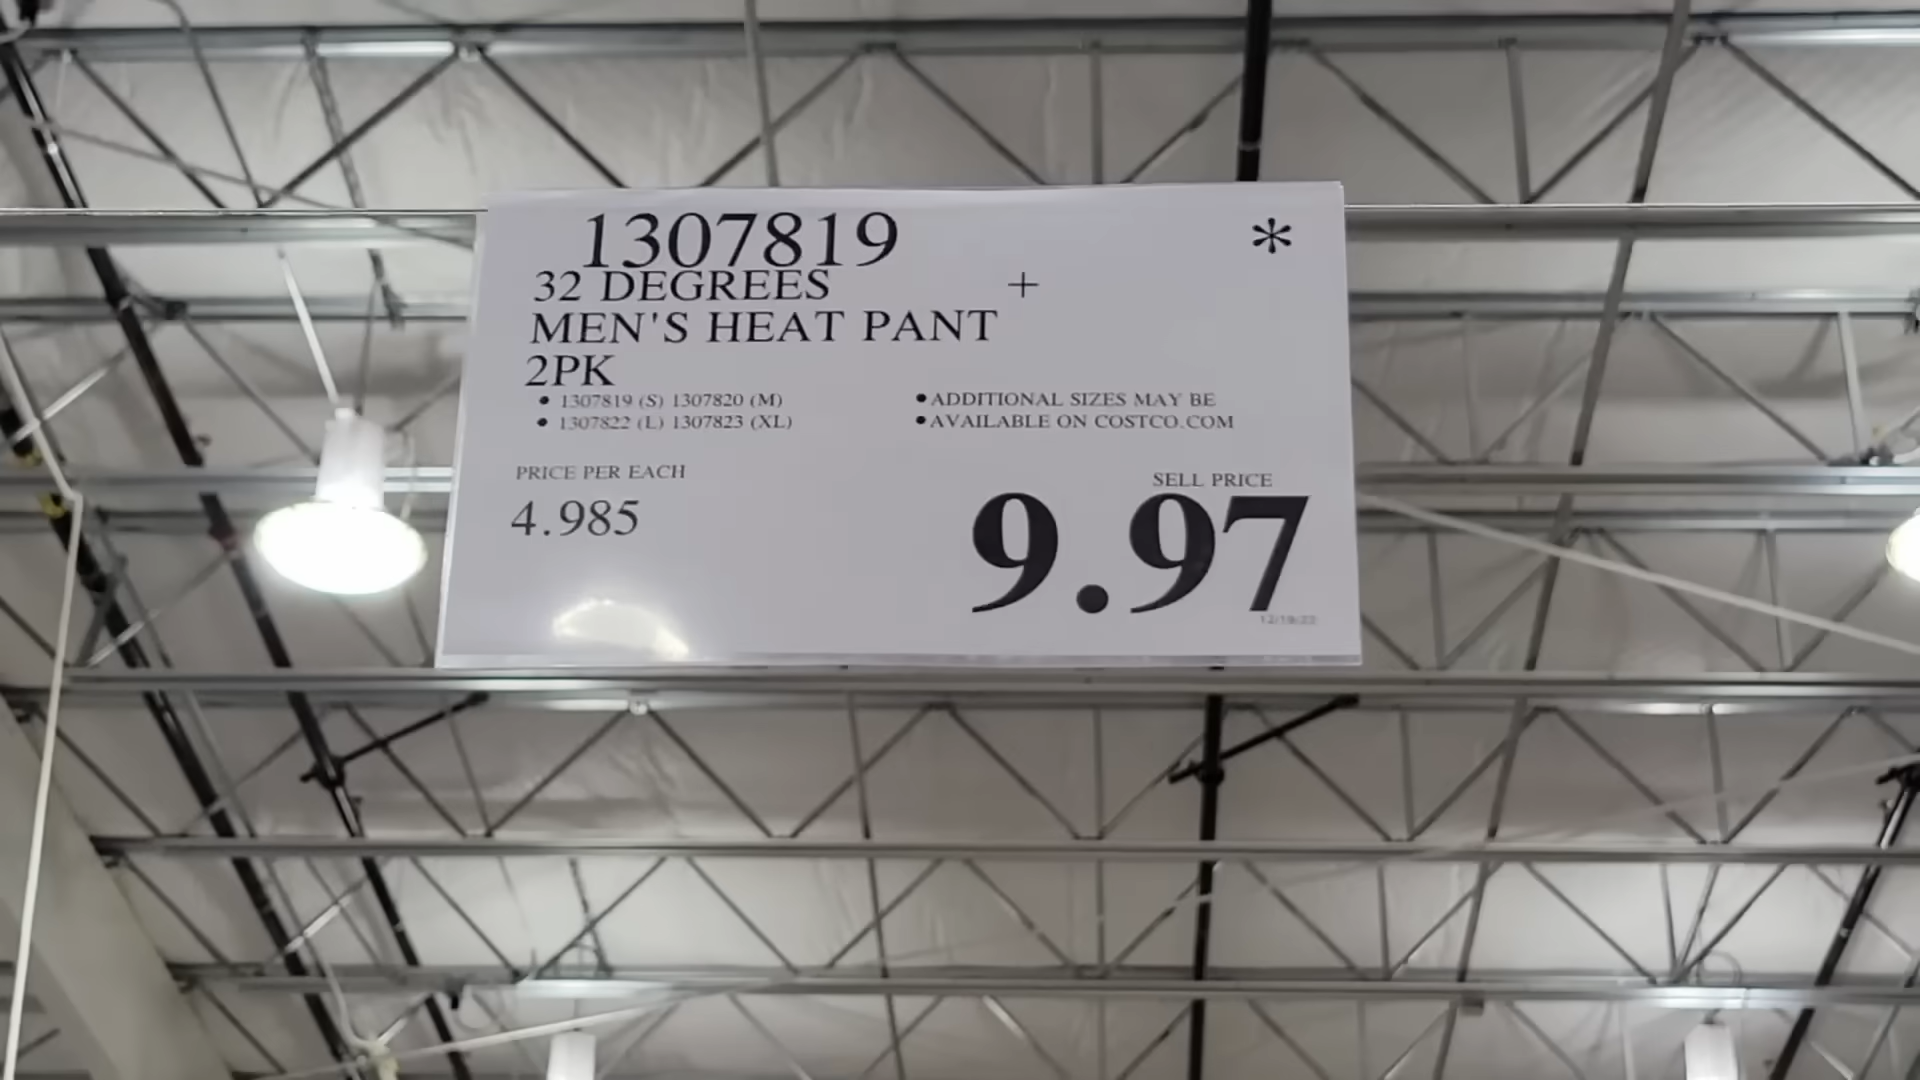 1307819 *
32 DEGREES +
MEN'S HEAT PANT
2PK
• 1307819 (S) 1307820 (M)
• 1307822 (L) 1307823 (XL)
• ADDITIONAL SIZES MAY BE
• AVAILABLE ON COSTCO.COM
PRICE PER EACH
4.985
SELL PRICE
9.97